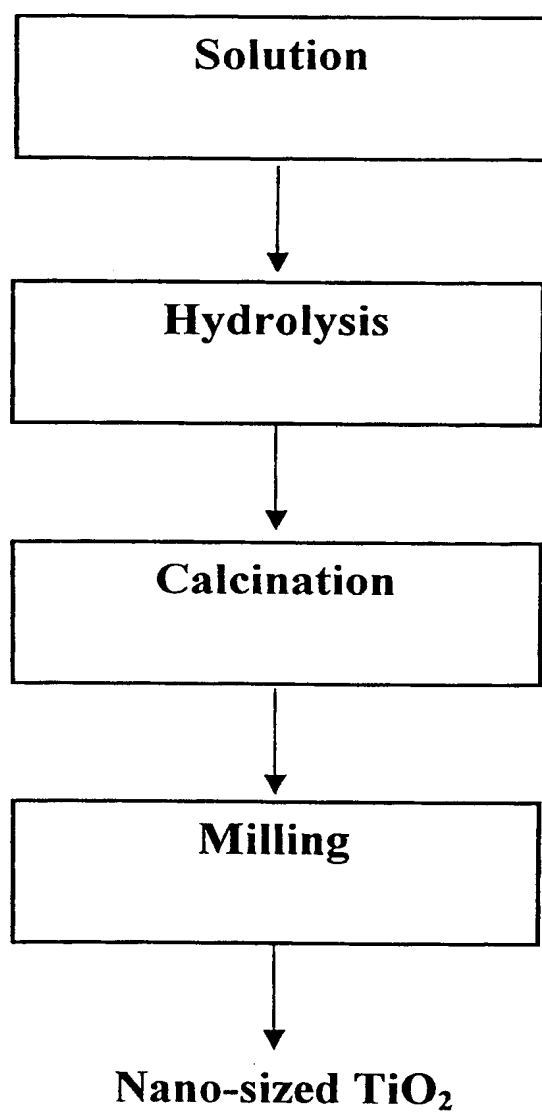 Solution
Hydrolysis
Calcination
Milling
Nano-sized TiO₂